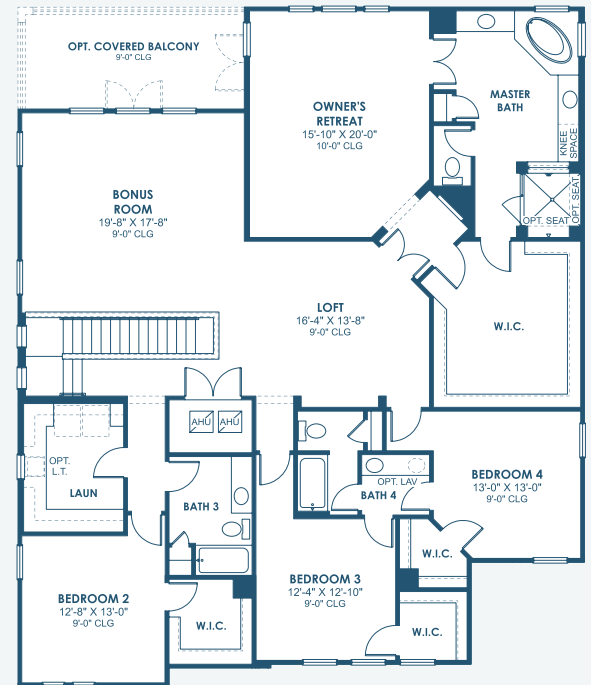 OPT. COVERED BALCONY
9'-0" CLG
OWNER'S
RETREAT
15'-10" X 20'-0"
10'-0" CLG
MASTER
BATH
KNEE
SPACE
OPT. SEAT
OPT. SEAT
BONUS
ROOM
19'-8" X 17'-8"
9'-0" CLG
LOFT
16'-4" X 13'-8"
9'-0" CLG
W.I.C.
AHU
AHU
OPT.
L.T.
LAUN
BATH 3
OPT. LAV
BATH 4
BEDROOM 4
13'-0" X 13'-0"
9'-0" CLG
W.I.C.
BEDROOM 3
12'-4" X 12'-10"
9'-0" CLG
BEDROOM 2
12'-8" X 13'-0"
9'-0" CLG
W.I.C.
W.I.C.